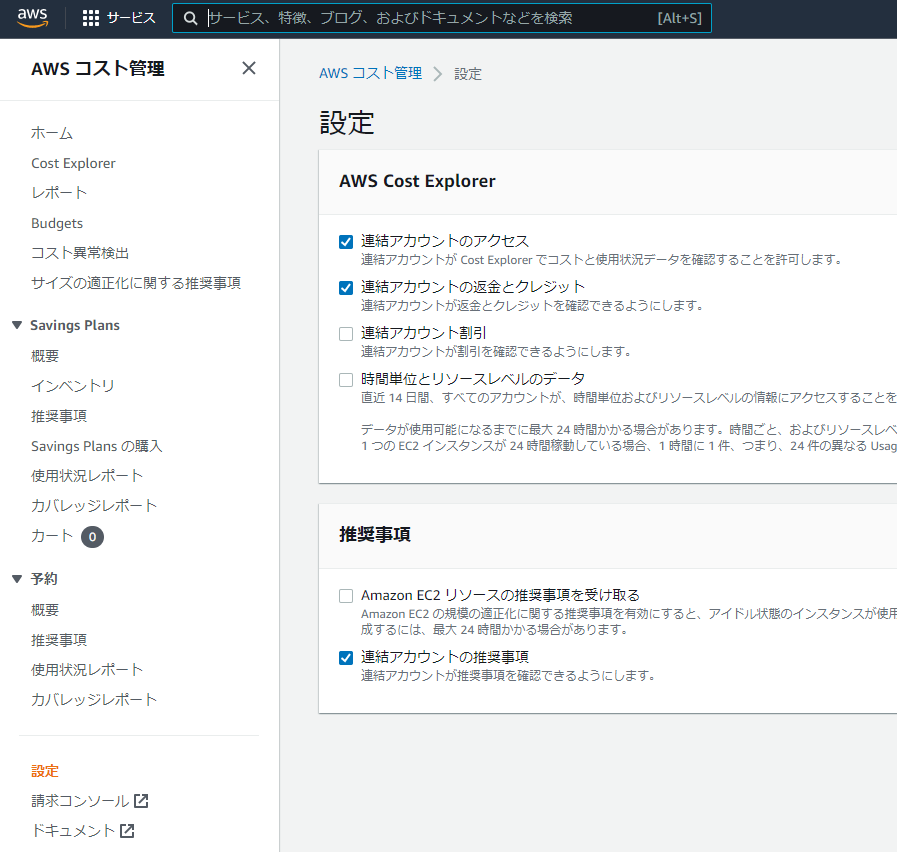 aws
サービス
サービス、特徴、ブログ、およびドキュメントなどを検索
[Alt+S]
AWS コスト管理
ホーム
Cost Explorer
レポート
Budgets
コスト異常検出
サイズの適正化に関する推奨事項
Savings Plans
概要
インベントリ
推奨事項
Savings Plans の購入
使用状況レポート
カバレッジレポート
カート 0
予約
概要
推奨事項
使用状況レポート
カバレッジレポート
設定
請求コンソール
ドキュメント
AWS コスト管理
設定
設定
AWS Cost Explorer
連結アカウントのアクセス
連結アカウントが Cost Explorer でコストと使用状況データを確認することを許可します。
連結アカウントの返金とクレジット
連結アカウントが返金とクレジットを確認できるようにします。
連結アカウント割引
連結アカウントが割引を確認できるようにします。
時間単位とリソースレベルのデータ
直近 14 日間、すべてのアカウントが、時間単位およびリソースレベルの情報にアクセスすることを
データが使用可能になるまでに最大 24 時間かかる場合があります。時間ごと、およびリソースレベ
1 つの EC2 インスタンスが 24 時間稼動している場合、1 時間に 1 件、つまり、24 件の異なる Usag
推奨事項
Amazon EC2 リソースの推奨事項を受け取る
Amazon EC2 の規模の適正化に関する推奨事項を有効にすると、アイドル状態のインスタンスが使用
成するには、最大 24 時間かかる場合があります。
連結アカウントの推奨事項
連結アカウントが推奨事項を確認できるようにします。